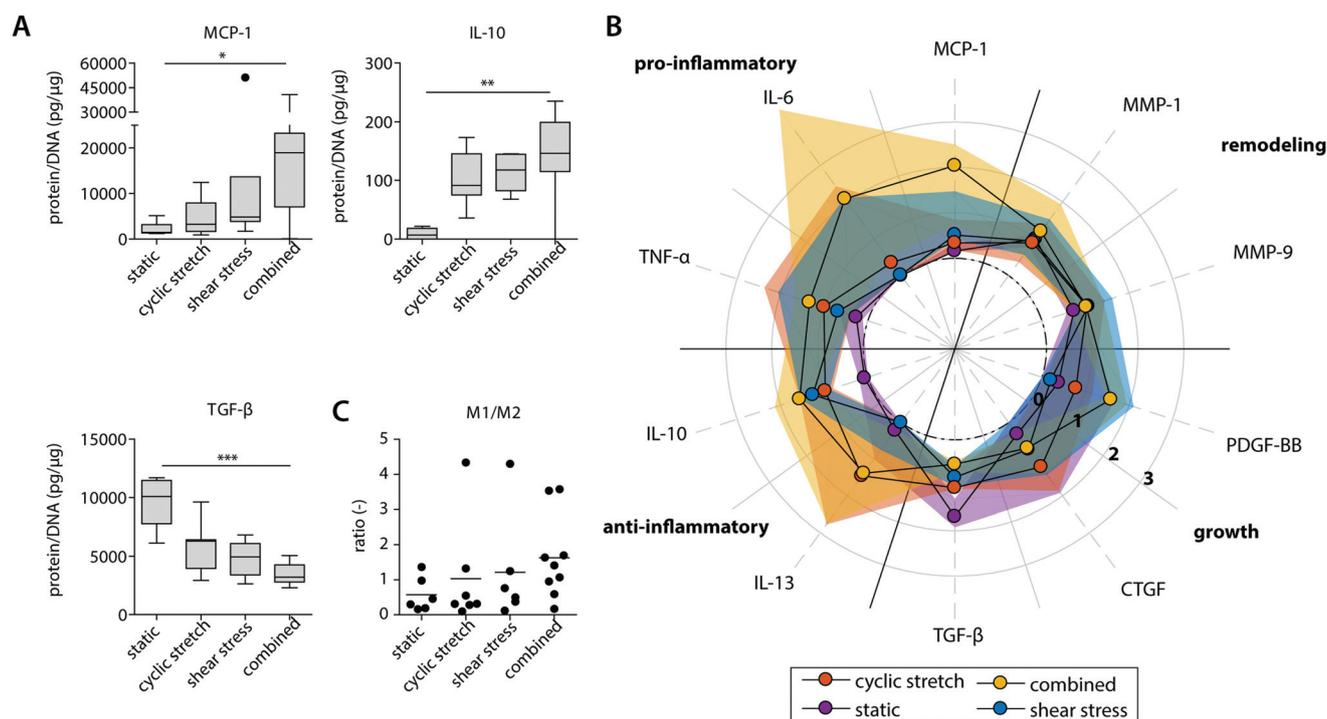 A
MCP-1
protein/DNA (pg/µg)
60000
45000
30000
20000
10000
0
*
static
cyclic stretch
shear stress
combined
IL-10
protein/DNA (pg/µg)
300
200
100
0
**
static
cyclic stretch
shear stress
combined
TGF-β
protein/DNA (pg/µg)
15000
10000
5000
0
***
static
cyclic stretch
shear stress
combined
C
M1/M2
ratio (-)
5
4
3
2
1
0
static
cyclic stretch
shear stress
combined
B
MCP-1
pro-inflammatory
IL-6
MMP-1
remodeling
TNF-α
MMP-9
IL-10
PDGF-BB
0
1
2
3
anti-inflammatory
growth
IL-13
CTGF
TGF-β
cyclic stretch
combined
static
shear stress